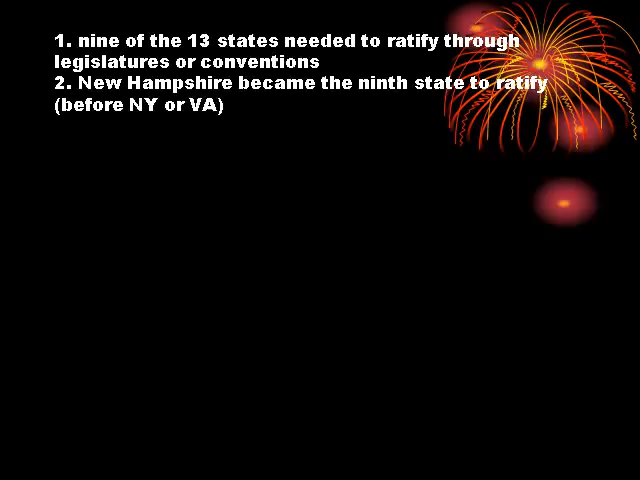 1. nine of the 13 states needed to ratify through
legislatures or conventions
2. New Hampshire became the ninth state to ratify
(before NY or VA)